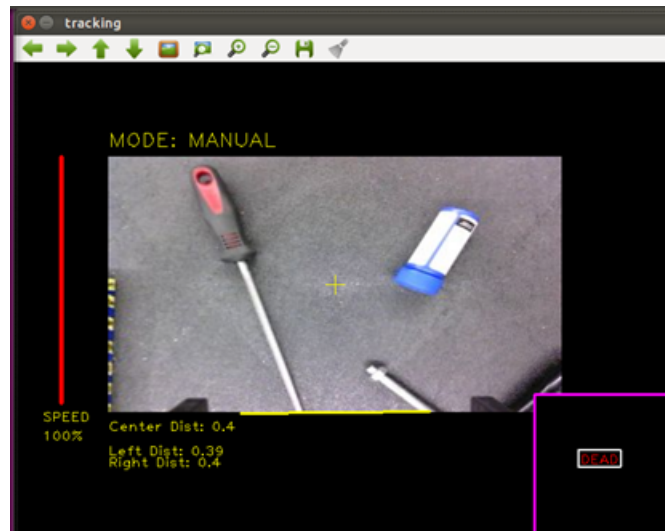 tracking
MODE: MANUAL
SPEED
100%
Center Dist: 0.4
Left Dist: 0.39
Right Dist: 0.4
DEAD